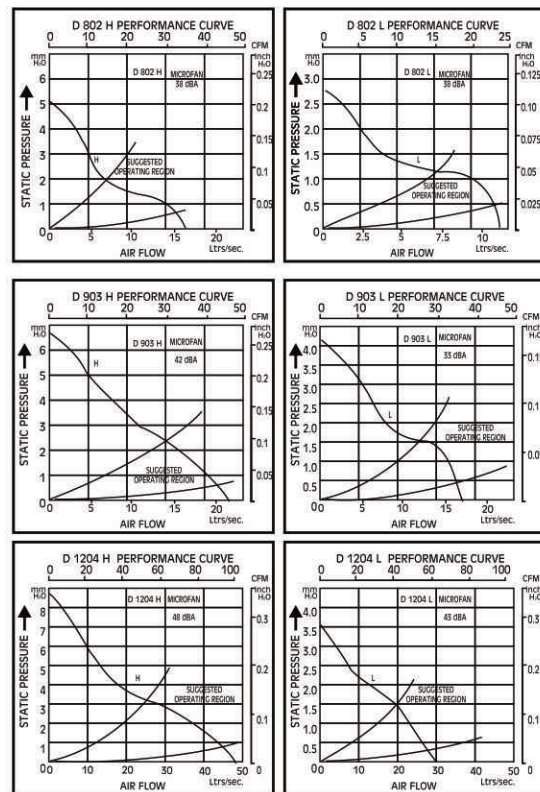 D 802 H PERFORMANCE CURVE
0 10 20 30 40 50 CFM
mm H₂O
Inch H₂O
D 802 H MICROFAN
38 dBA
6 5 4 3 2 1 0
0.25 0.2 0.15 0.1 0.05 0
STATIC PRESSURE
H
SUGGESTED
OPERATING REGION
0 5 10 15 20
Ltrs/sec.
AIR FLOW
D 802 L PERFORMANCE CURVE
0 5 10 15 20 24 CFM
mm H₂O
Inch H₂O
D 802 L MICROFAN
38 dBA
3.0 2.5 2.0 1.5 1.0 0.5 0
0.125 0.1 0.075 0.05 0.025 0
STATIC PRESSURE
L
SUGGESTED
OPERATING REGION
0 2.5 5 7.5 10
Ltrs/sec.
AIR FLOW
D 903 H PERFORMANCE CURVE
0 10 20 30 40 50 CFM
mm H₂O
Inch H₂O
D 903 H MICROFAN
42 dBA
6 5 4 3 2 1 0
0.25 0.2 0.15 0.1 0.05 0
STATIC PRESSURE
H
SUGGESTED
OPERATING REGION
0 5 10 15 20
Ltrs/sec.
AIR FLOW
D 903 L PERFORMANCE CURVE
0 10 20 30 40 50 CFM
mm H₂O
Inch H₂O
D 903 L MICROFAN
33 dBA
4.0 3.5 3.0 2.5 2.0 1.5 1.0 0.5 0
STATIC PRESSURE
L
SUGGESTED
OPERATING REGION
0 5 10 15 20
Ltrs/sec.
AIR FLOW
D 1204 H PERFORMANCE CURVE
0 20 40 60 80 100 CFM
mm H₂O
Inch H₂O
D 1204 H MICROFAN
48 dBA
8 7 6 5 4 3 2 1 0
0.3 0.2 0.1 0
STATIC PRESSURE
H
SUGGESTED
OPERATING REGION
0 10 20 30 40 50
Ltrs/sec.
AIR FLOW
D 1204 L PERFORMANCE CURVE
0 20 40 60 80 100 CFM
mm H₂O
Inch H₂O
D 1204 L MICROFAN
43 dBA
4.0 3.5 3.0 2.5 2.0 1.5 1.0 0.5
0.3 0.2 0.1 0
STATIC PRESSURE
L
SUGGESTED
OPERATING REGION
0 10 20 30 40 50
Ltrs/sec.
AIR FLOW